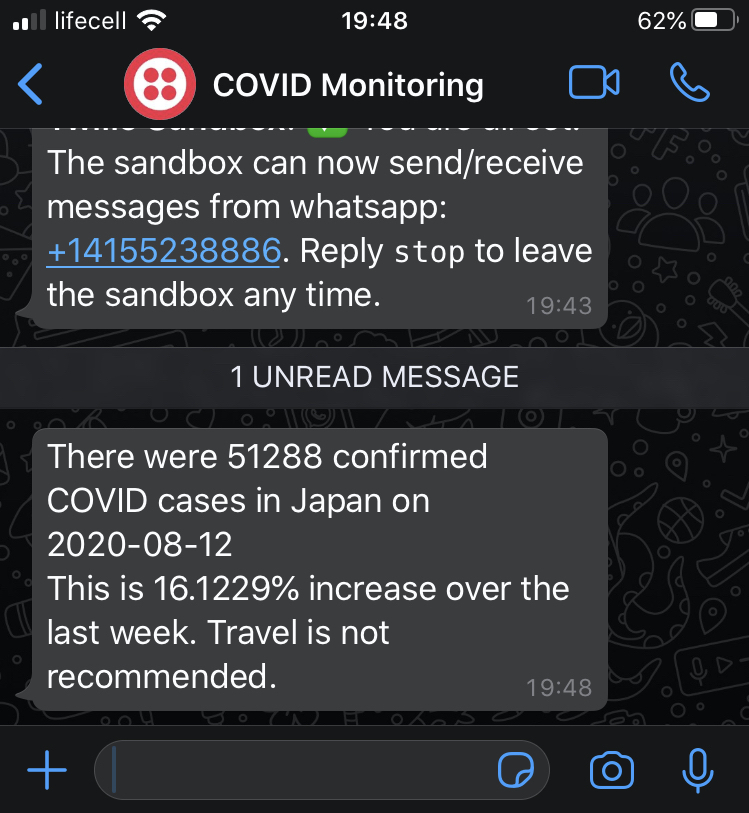 lifecell 19:48 62%
COVID Monitoring
The sandbox can now send/receive
messages from whatsapp:
+14155238886. Reply stop to leave
the sandbox any time.
19:43
1 UNREAD MESSAGE
There were 51288 confirmed
COVID cases in Japan on
2020-08-12
This is 16.1229% increase over the
last week. Travel is not
recommended.
19:48